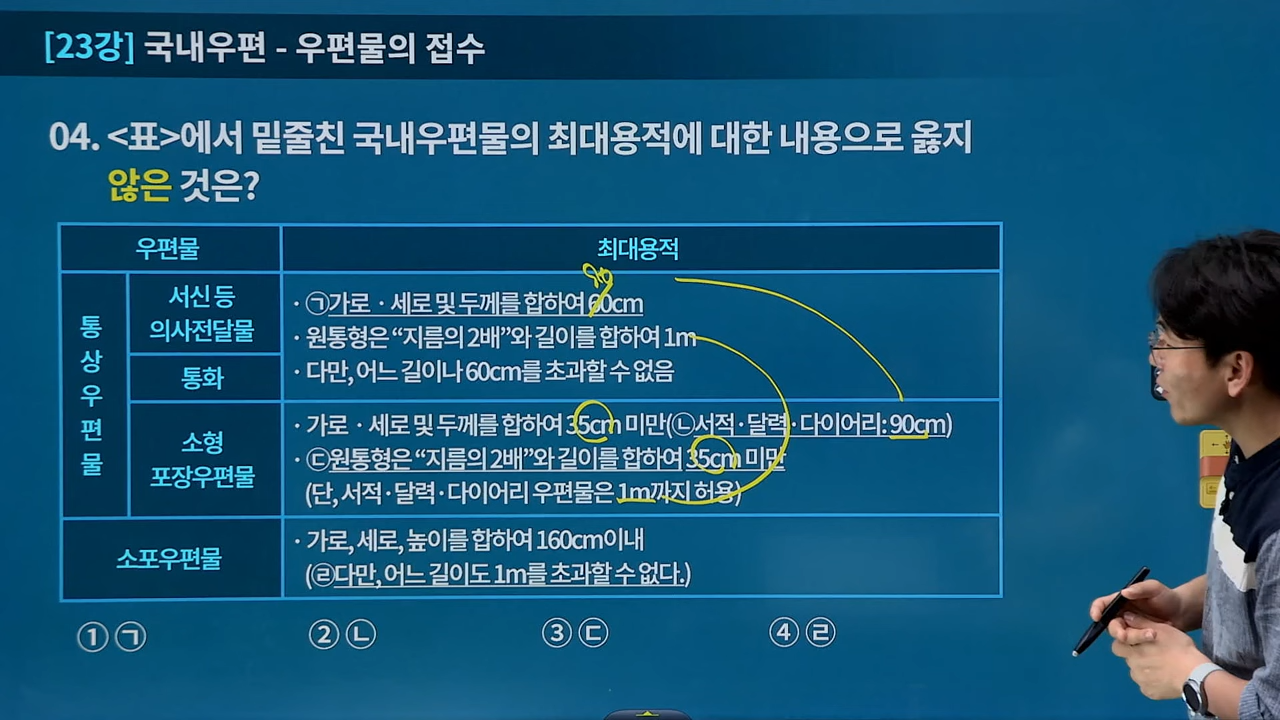 [23강] 국내우편 - 우편물의 접수
04. <표>에서 밑줄친 국내우편물의 최대용적에 대한 내용으로 옳지
않은 것은?
우편물 최대용적
통상우편물
서신 등
의사전달물
통화
· ㉠가로 · 세로 및 두께를 합하여 60cm
90
· 원통형은 “지름의 2배”와 길이를 합하여 1m
· 다만, 어느 길이나 60cm를 초과할 수 없음
소형
포장우편물
· 가로 · 세로 및 두께를 합하여 35cm 미만(㉡서적·달력·다이어리: 90cm)
· ㉢원통형은 “지름의 2배”와 길이를 합하여 35cm 미만
(단, 서적·달력·다이어리 우편물은 1m까지 허용)
소포우편물
· 가로, 세로, 높이를 합하여 160cm이내
(㉣다만, 어느 길이도 1m를 초과할 수 없다.)
① ㉠ ② ㉡ ③ ㉢ ④ ㉣